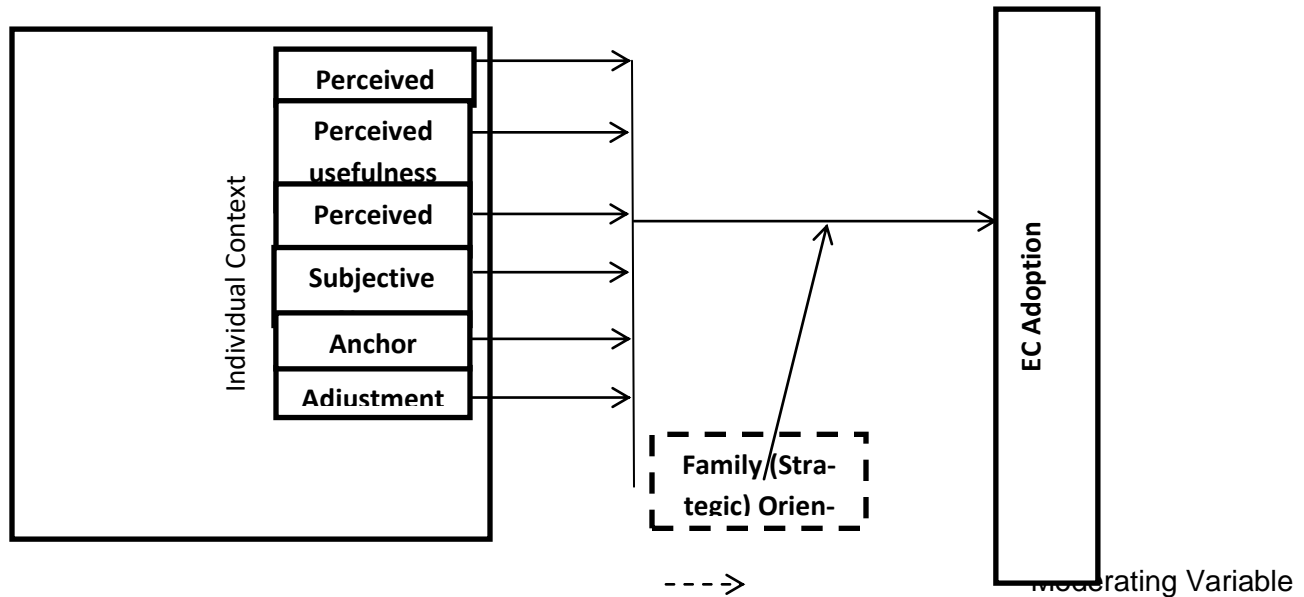 Perceived
Perceived
usefulness
Perceived
Subjective
Anchor
Adjustment
Individual Context
Family (Stra-
tegic) Orien-
EC Adoption
Moderating Variable